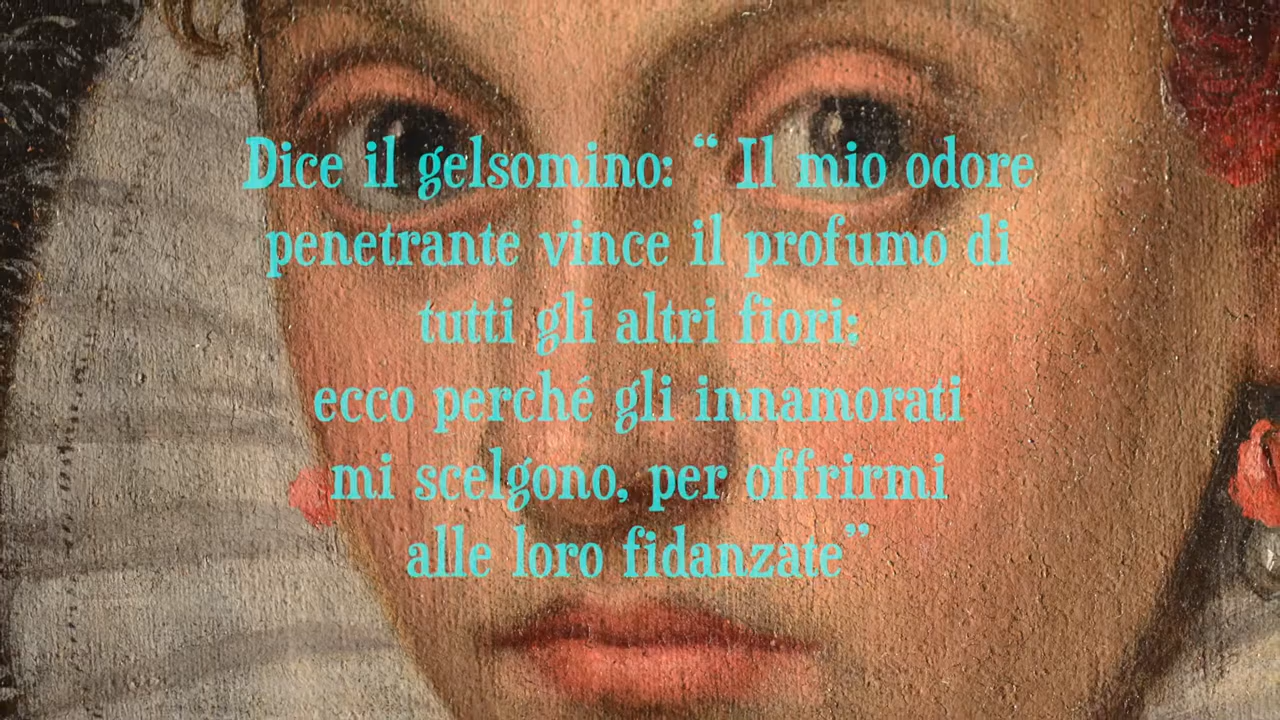 Dice il gelsomino: “ Il mio odore
penetrante vince il profumo di
tutti gli altri fiori:
ecco perché gli innamorati
mi scelgono, per offrirmi
alle loro fidanzate”